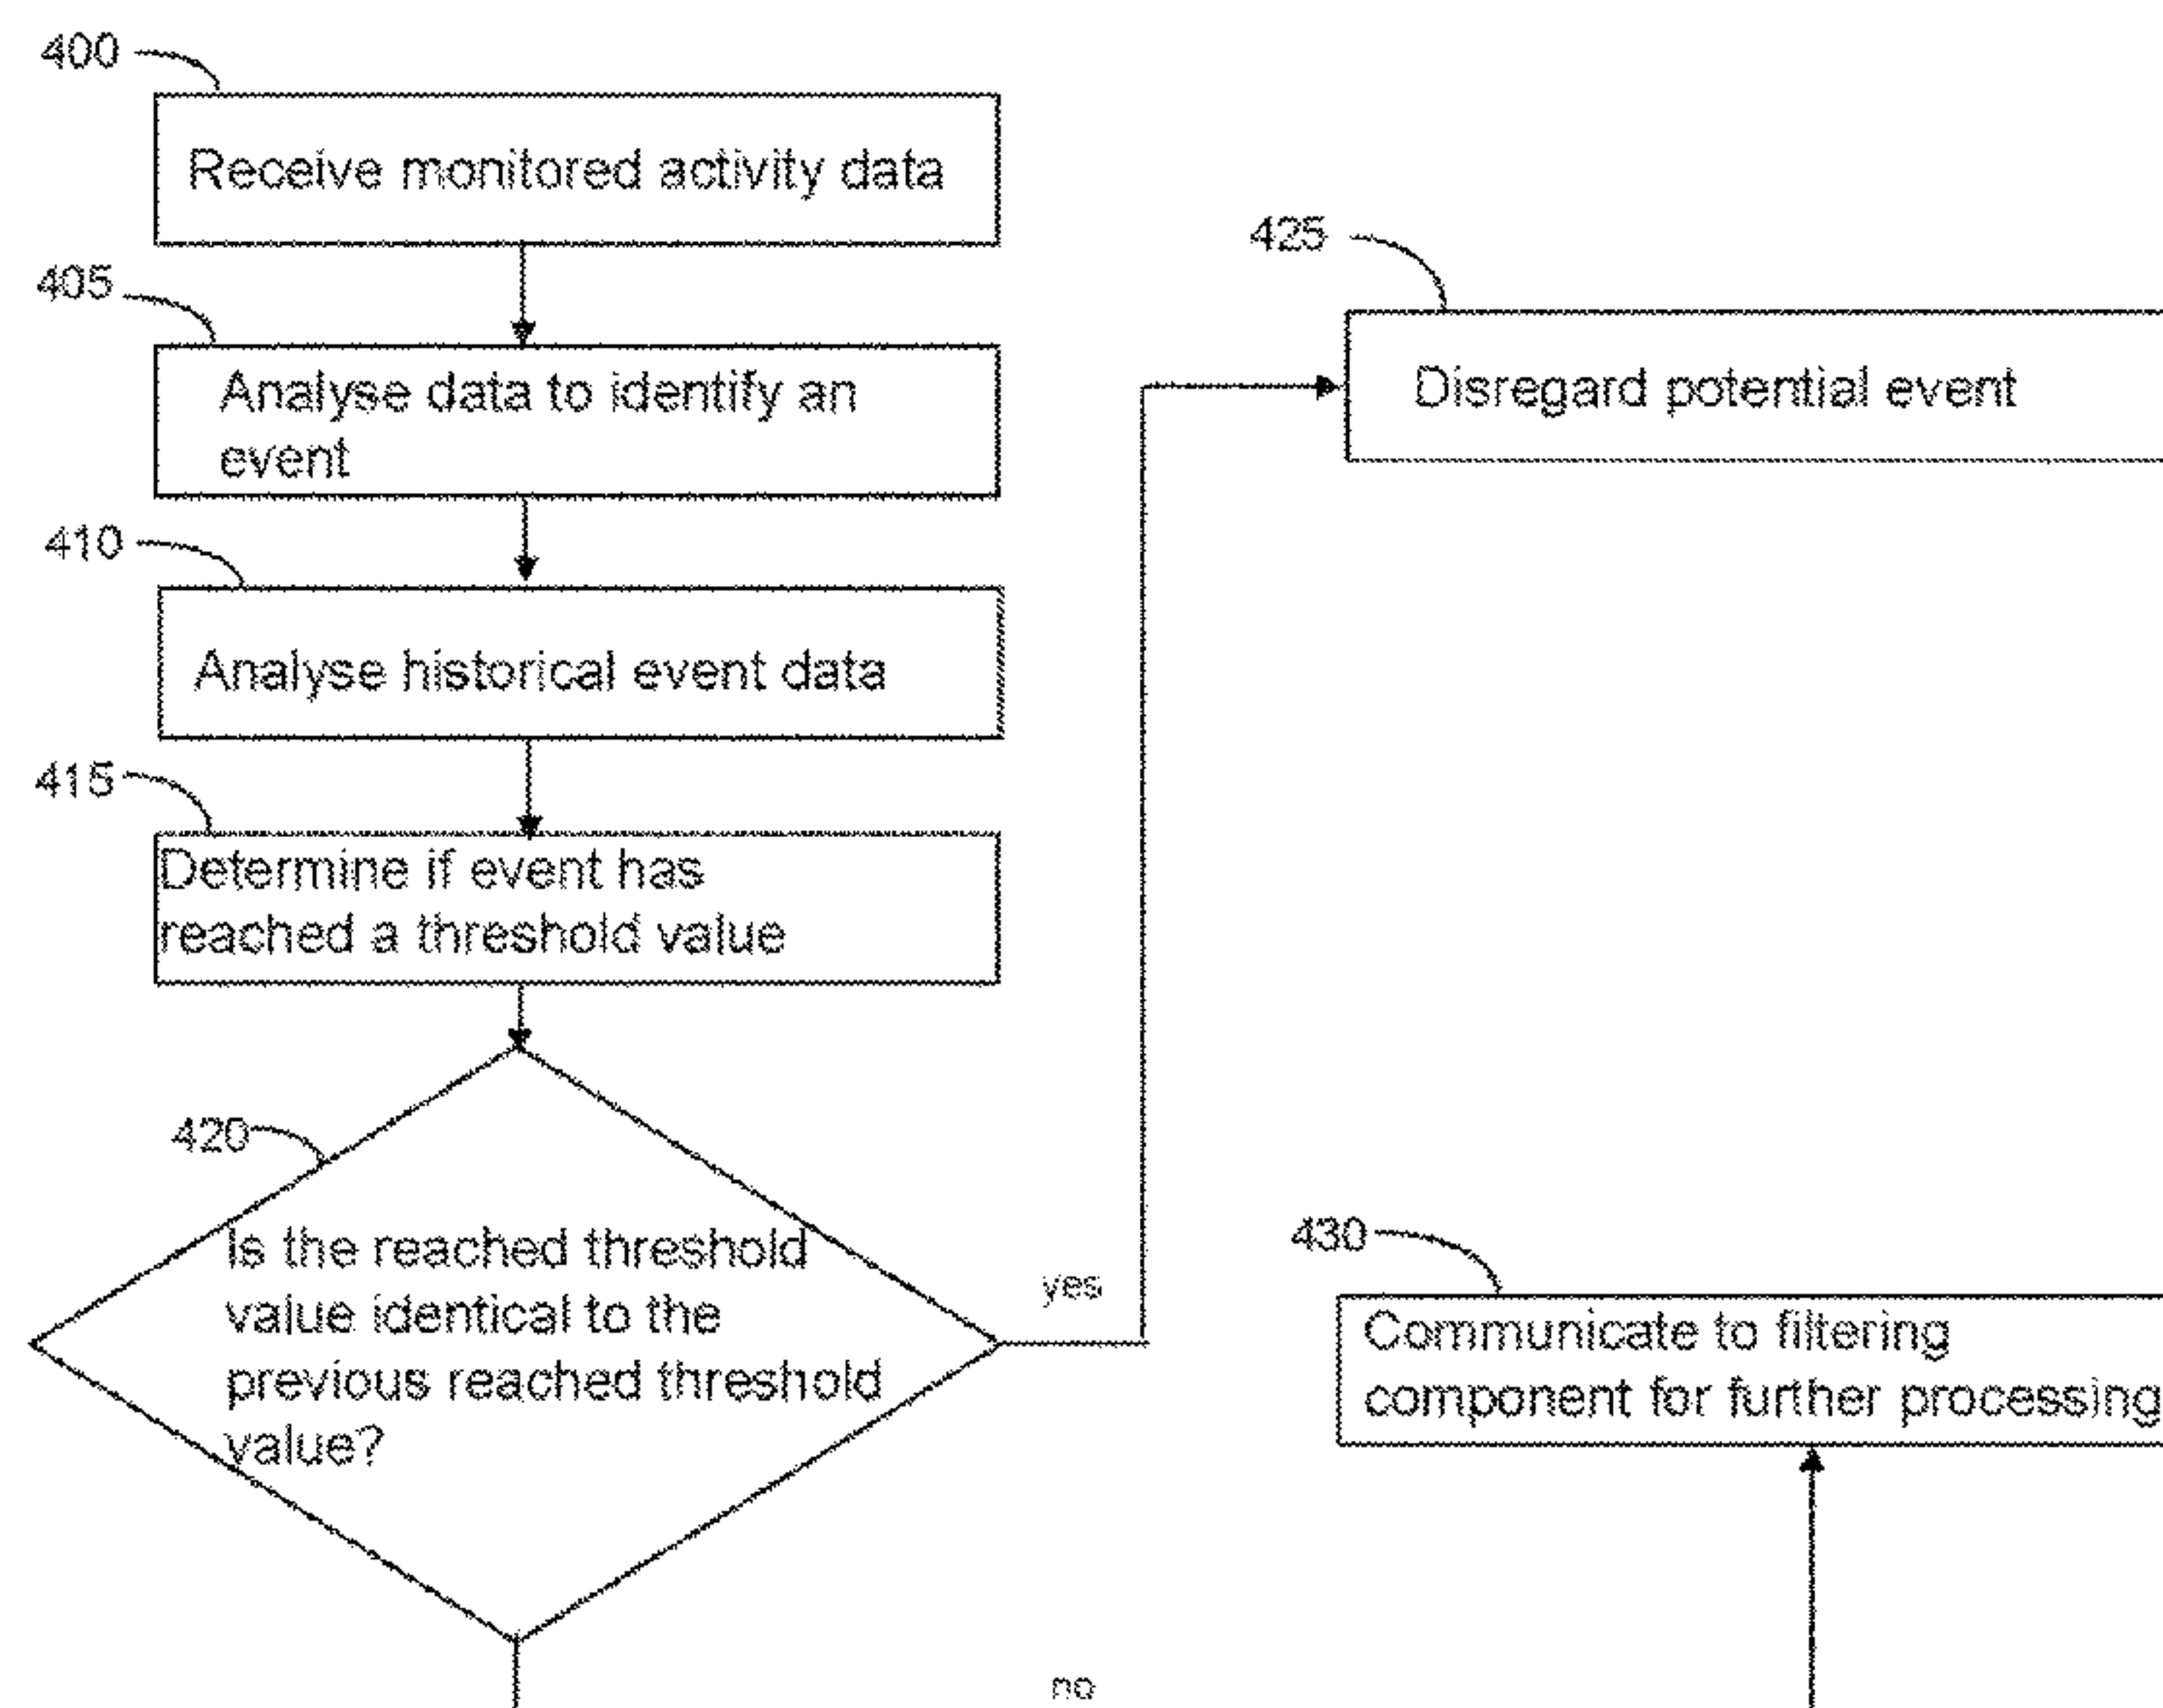 400
Receive monitored activity data
405
Analyse data to identify an
event
410
Analyse historical event data
415
Determine if event has
reached a threshold value
420
Is the reached threshold
value identical to the
previous reached threshold
value?
yes
no
425
Disregard potential event
430
Communicate to filtering
component for further processing